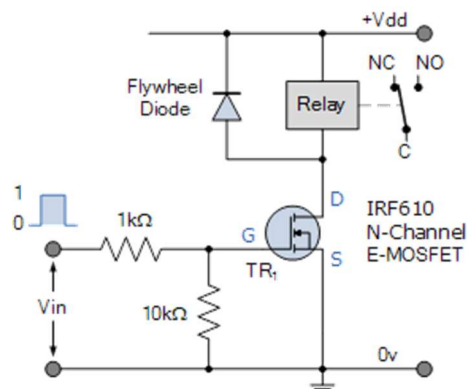 +Vdd
NC NO
Flywheel
Diode
Relay
C
1
0
1kΩ
G
D
S
TR₁
IRF610
N-Channel
E-MOSFET
Vin
10kΩ
0v